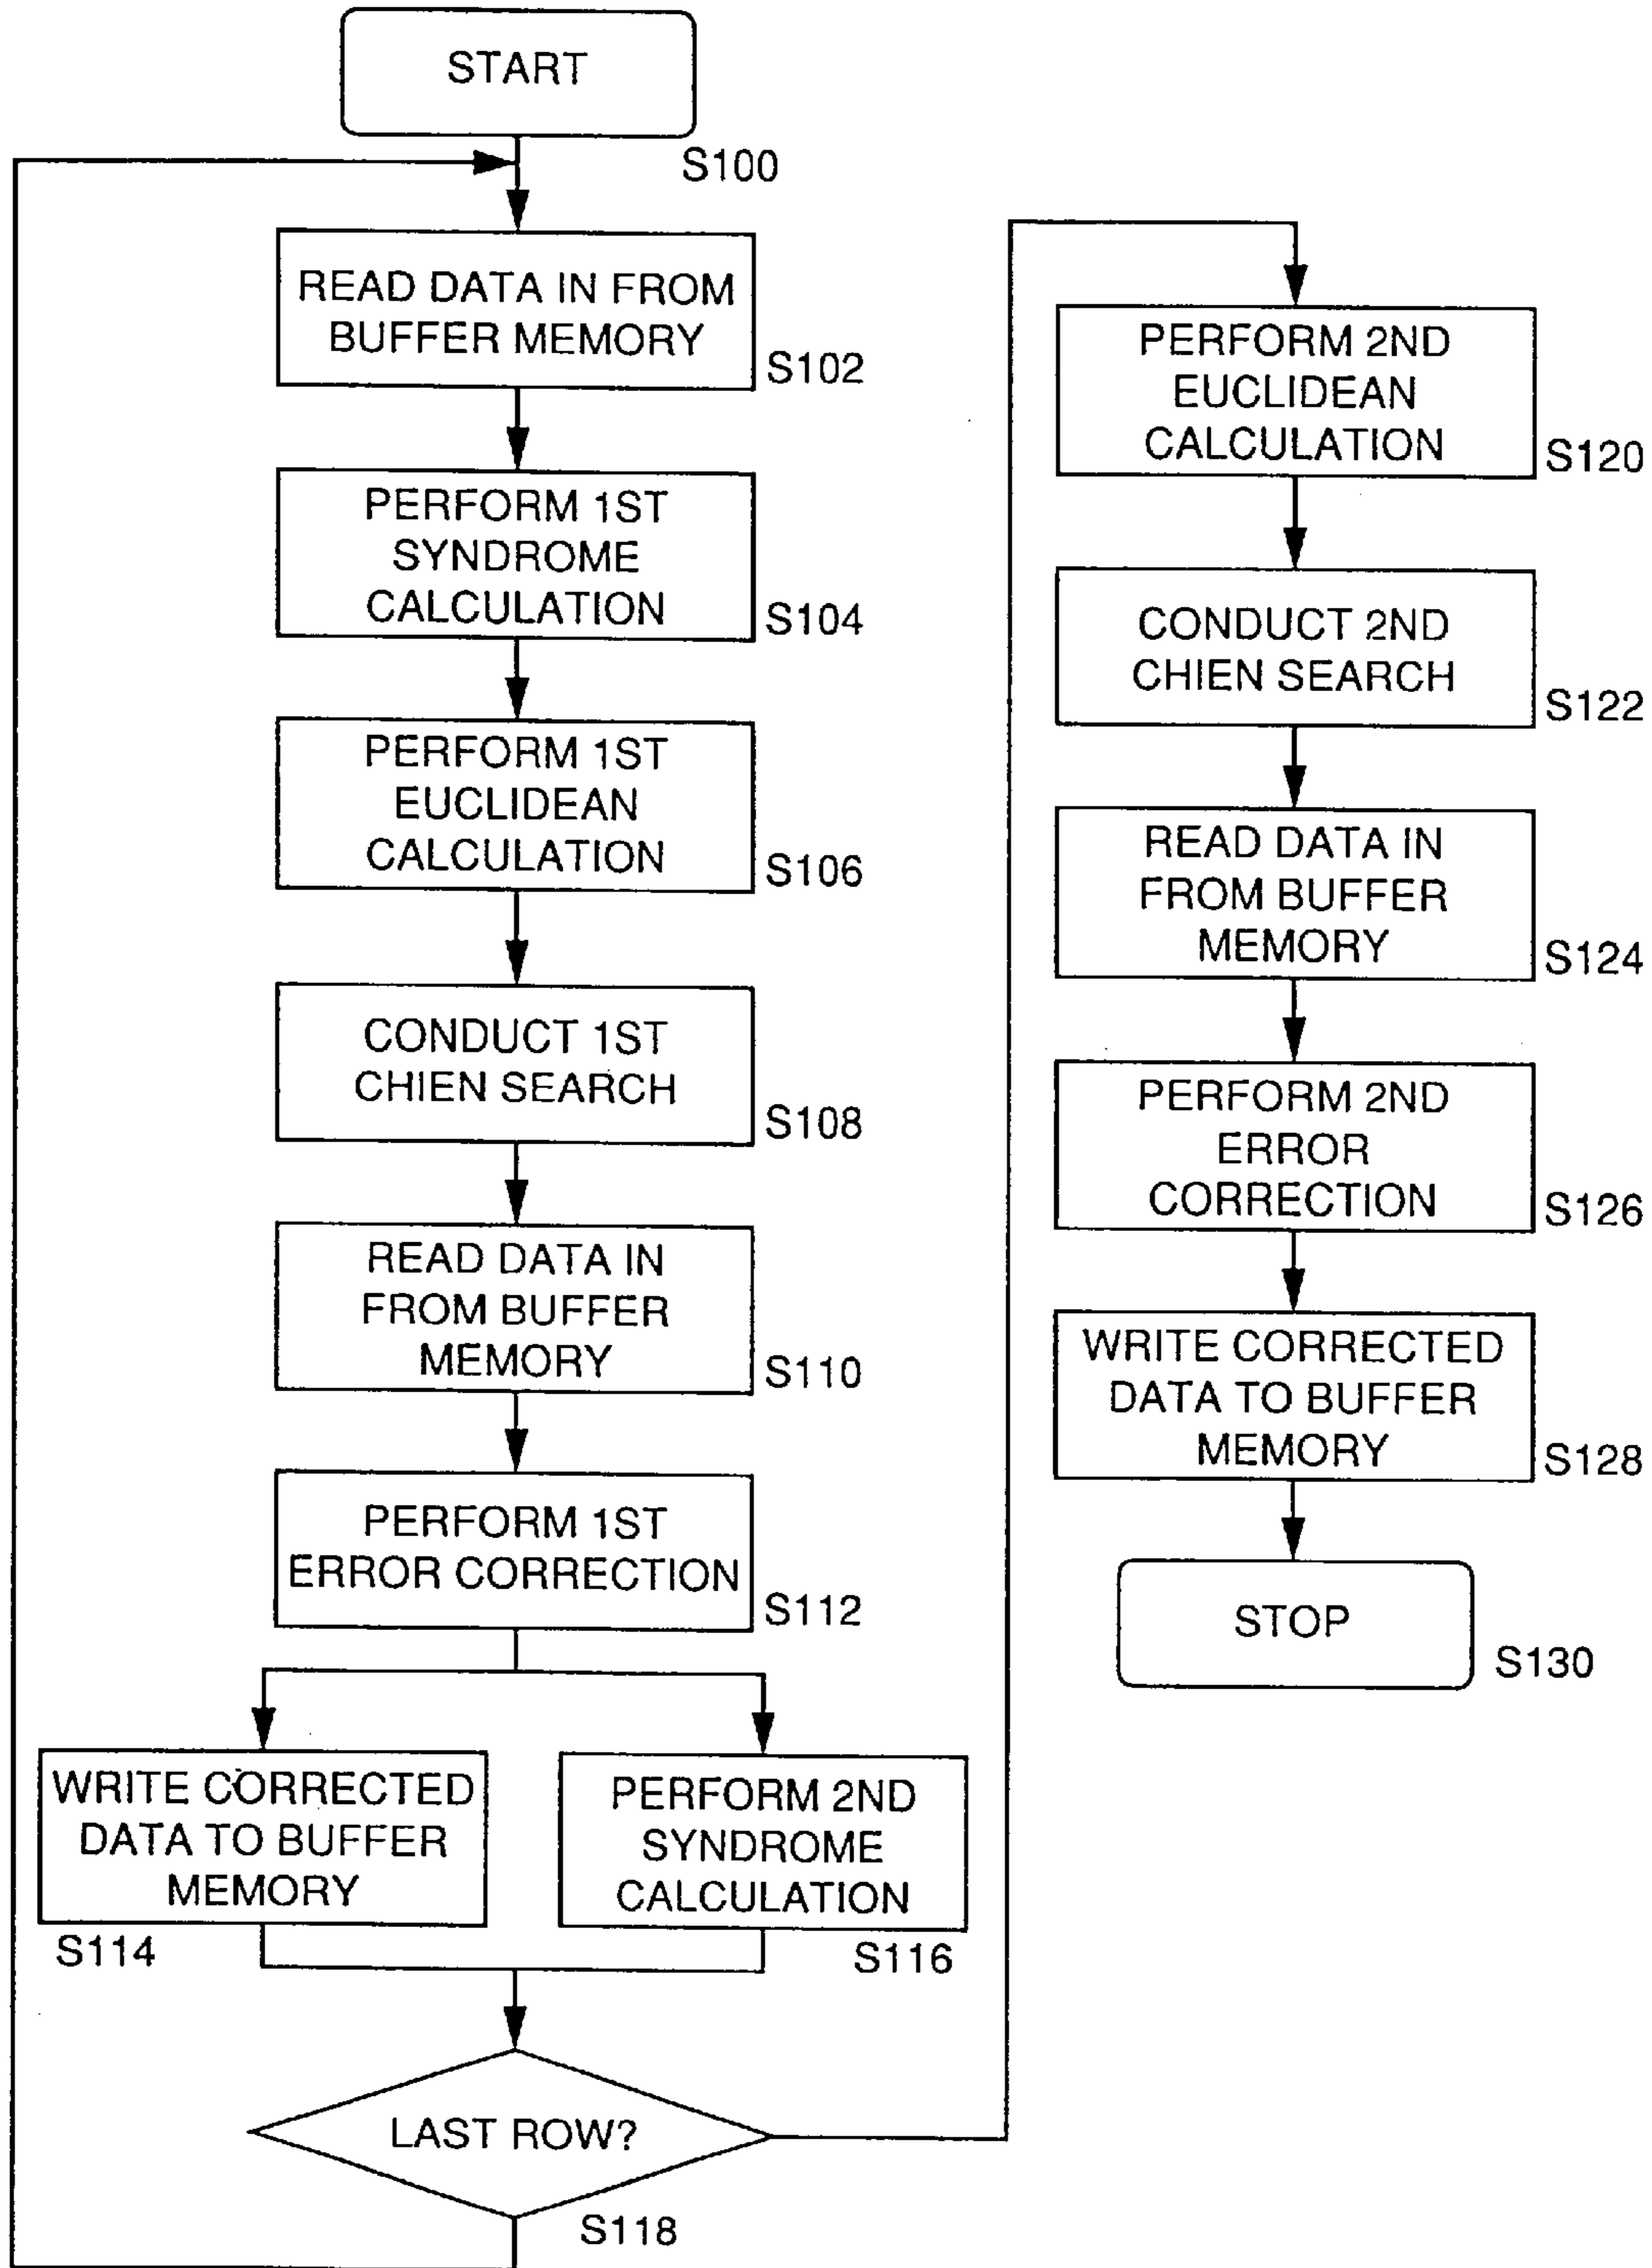 START
S100
READ DATA IN FROM
BUFFER MEMORY
S102
PERFORM 1ST
SYNDROME
CALCULATION
S104
PERFORM 1ST
EUCLIDEAN
CALCULATION
S106
CONDUCT 1ST
CHIEN SEARCH
S108
READ DATA IN
FROM BUFFER
MEMORY
S110
PERFORM 1ST
ERROR CORRECTION
S112
WRITE CORRECTED
DATA TO BUFFER
MEMORY
S114
PERFORM 2ND
SYNDROME
CALCULATION
S116
LAST ROW?
S118
PERFORM 2ND
EUCLIDEAN
CALCULATION
S120
CONDUCT 2ND
CHIEN SEARCH
S122
READ DATA IN
FROM BUFFER
MEMORY
S124
PERFORM 2ND
ERROR
CORRECTION
S126
WRITE CORRECTED
DATA TO BUFFER
MEMORY
S128
STOP
S130